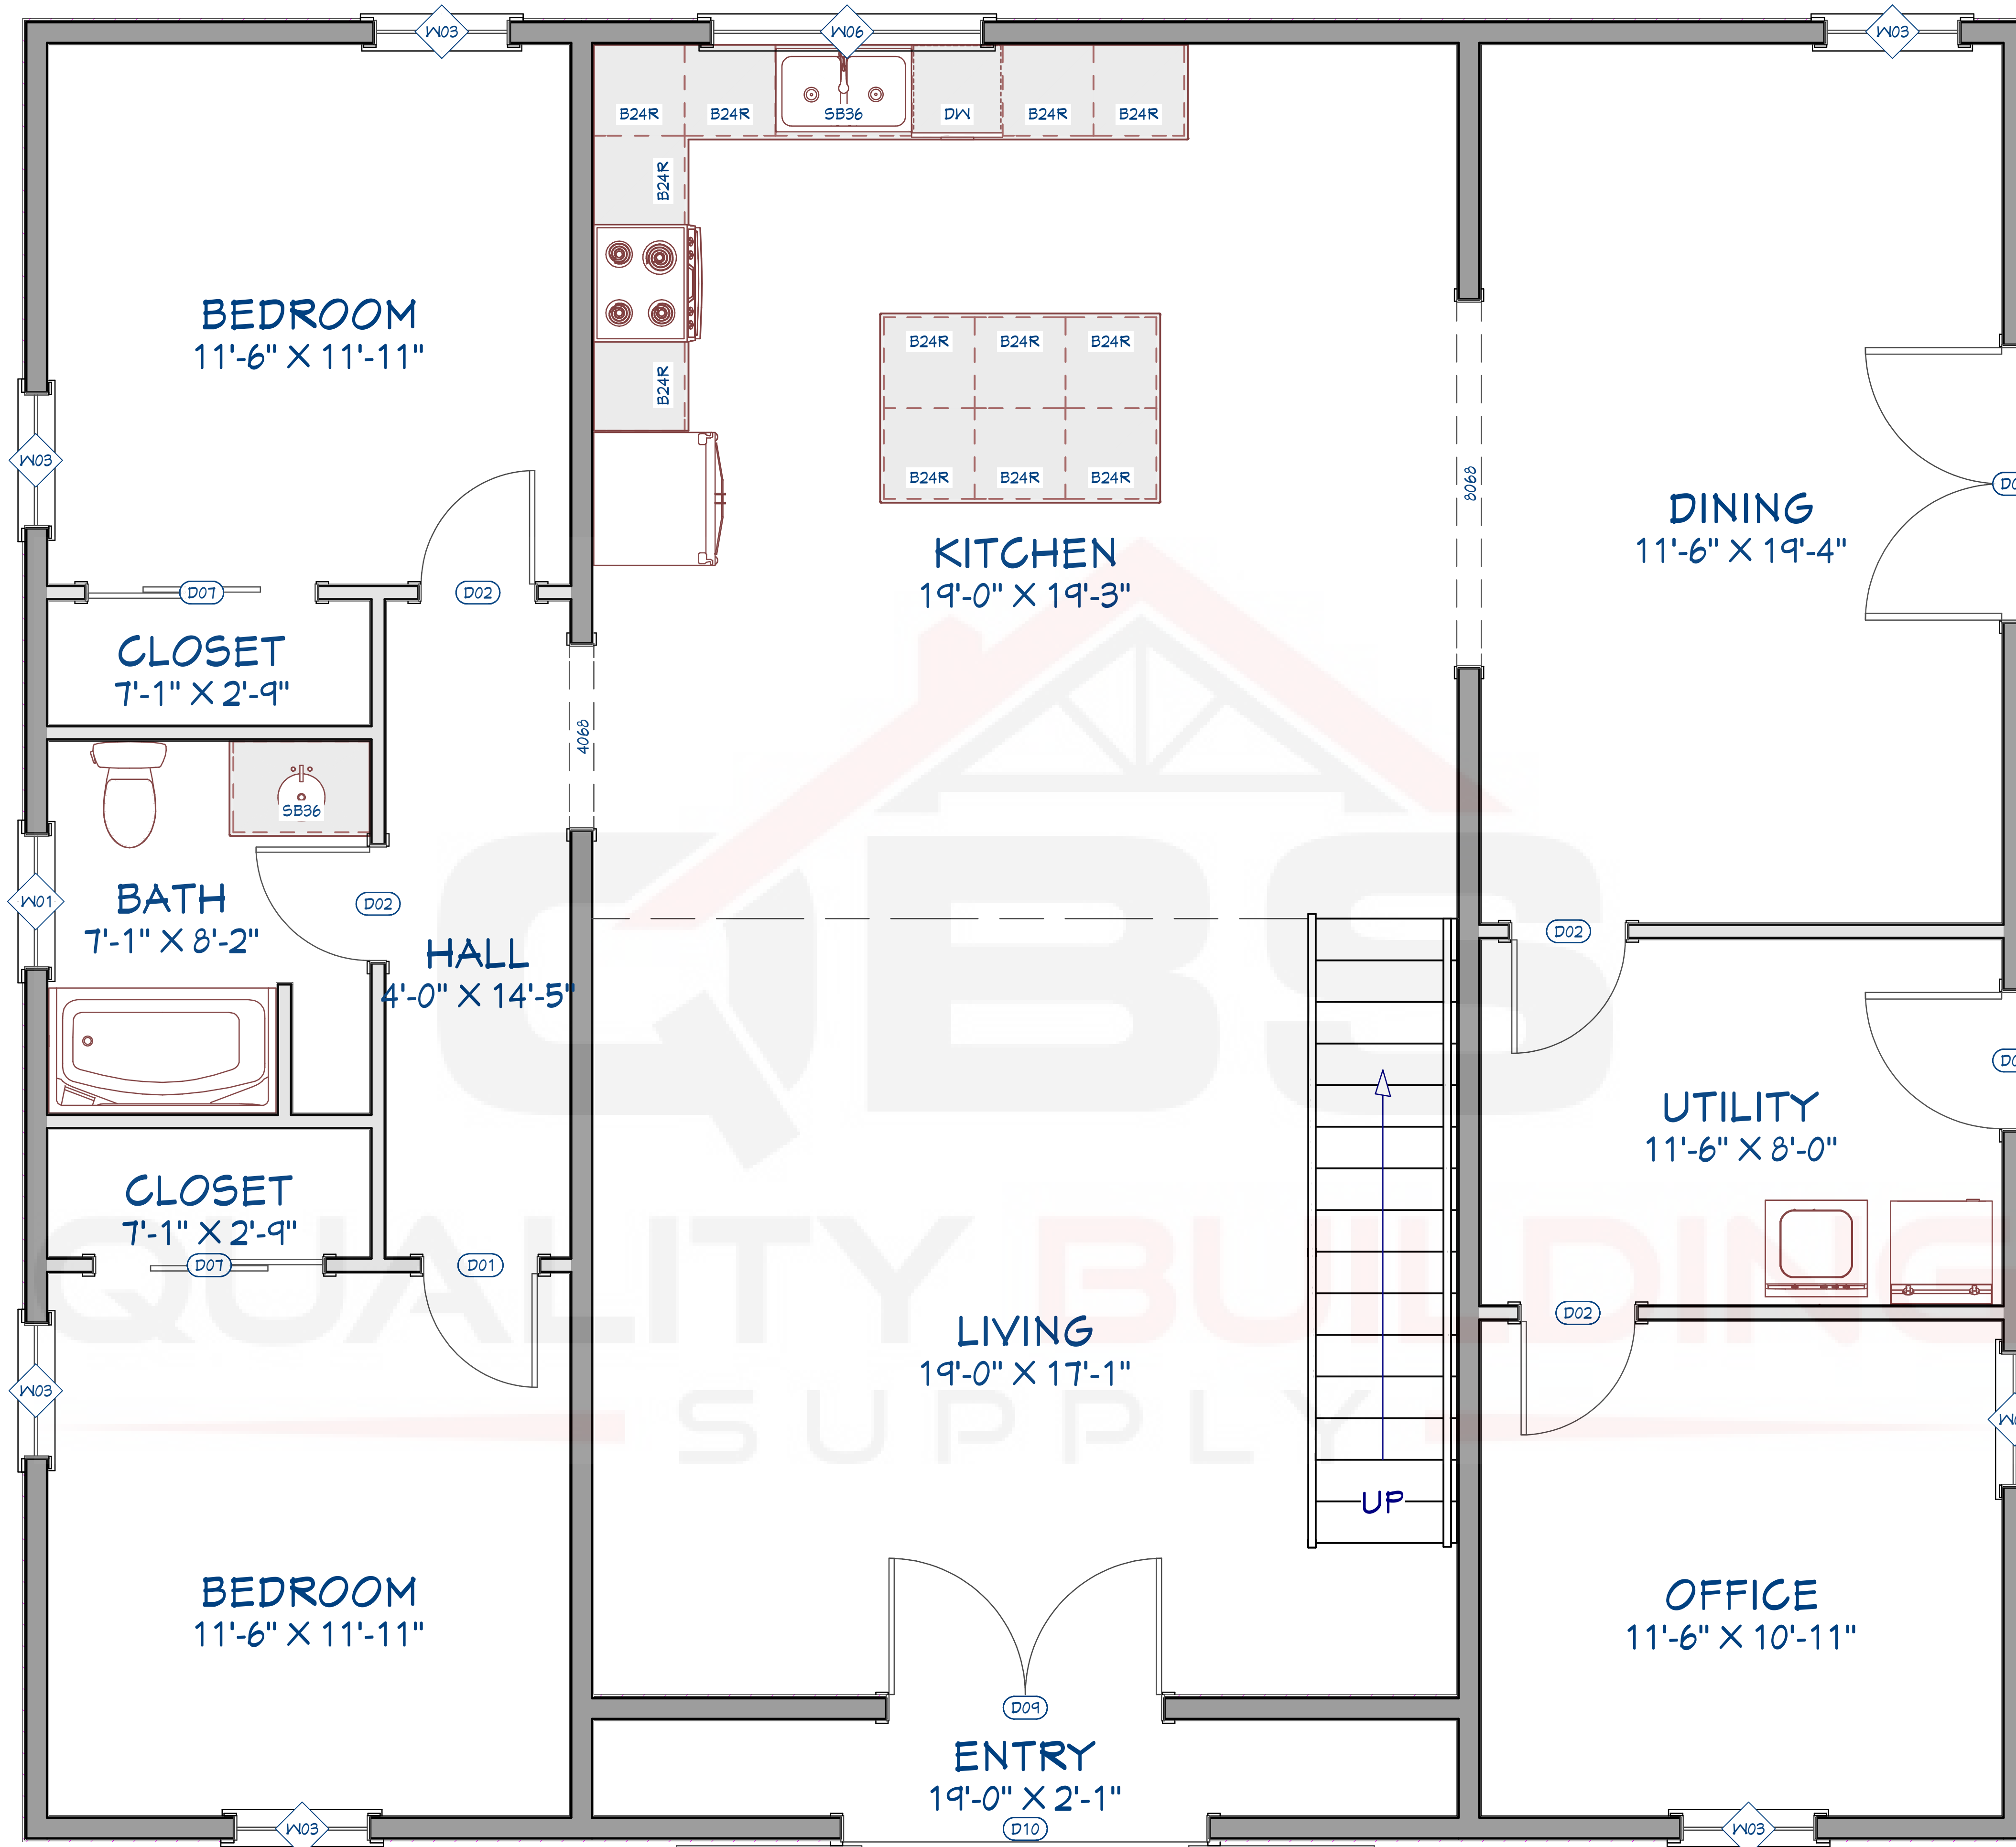 W03
W06
W03
B24R
B24R
SB36
DW
B24R
B24R
B24R
B24R
BEDROOM
11'-6" X 11'-11"
B24R B24R B24R
B24R B24R B24R
W03
8068
KITCHEN
19'-0" X 19'-3"
DINING
11'-6" X 19'-4"
D07
D02
CLOSET
7'-1" X 2'-9"
4068
SB36
BATH
7'-1" X 8'-2"
W01
D02
HALL
4'-0" X 14'-5"
D02
QBS
UTILITY
11'-6" X 8'-0"
CLOSET
7'-1" X 2'-9"
D07
D01
QUALITY BUILDING
SUPPLY
D02
W03
LIVING
19'-0" X 17'-1"
UP
BEDROOM
11'-6" X 11'-11"
OFFICE
11'-6" X 10'-11"
D09
ENTRY
19'-0" X 2'-1"
D10
W03
W03